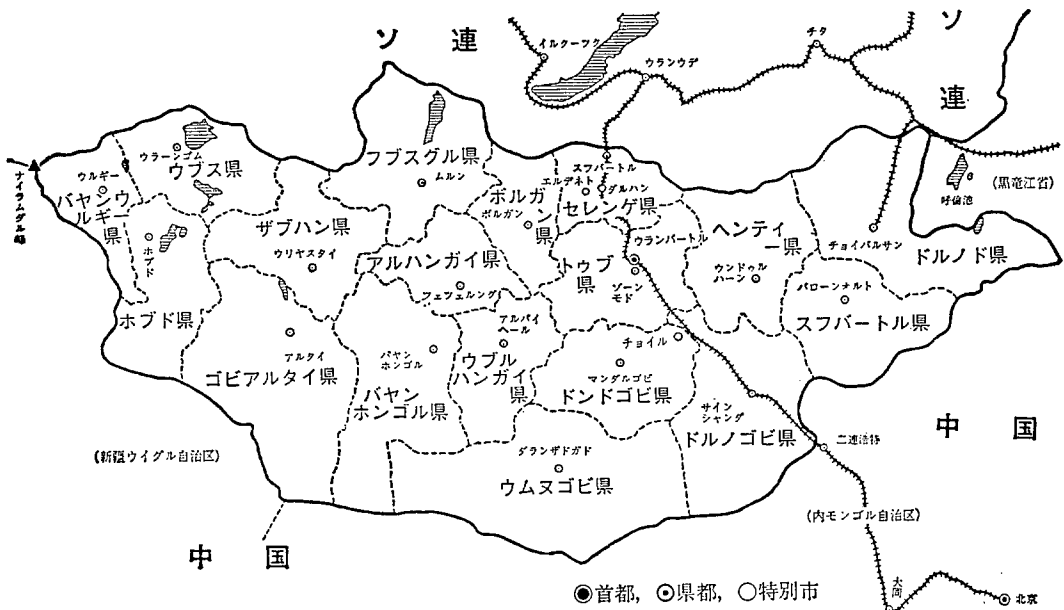 ソ 連
ソ
連
イルクーツク
ウランウデ
チタ
ナイラムダル峰
ウルギー
バヤンウルギー県
ウラーンゴム
ウブス県
ホブド
ホブド県
ザブハン県
ウリヤスタイ
フブスグル県
ムルン
アルハンガイ県
ボルガン県
ボルガン
スフバートル
エルデネト
ダルハン
セレンゲ県
ウランバートル
トゥブ県
ゾーンモド
ヘンティー県
ウンドゥルハーン
チョイバルサン
ドルノド県
バローンナルト
スフバートル県
呼倫池
(黒竜江省)
アルタイ
ゴビアルタイ県
バヤンホンゴル
バヤンホンゴル県
アルバイヘール
ウブルハンガイ県
チョイル
マンダルゴビ
ドンドゴビ県
サインシャンダ
ドルノゴビ県
ダランザドガド
ウムヌゴビ県
二連浩特
(新疆ウイグル自治区)
(内モンゴル自治区)
中 国
中 国
大同
北京
◉首都, ⊙県都, ○特別市